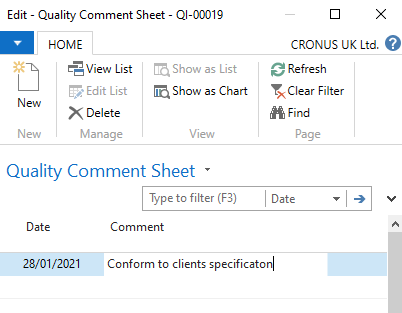 Edit - Quality Comment Sheet - QI-00019
HOME
CRONUS UK Ltd.
New
View List
Edit List
Delete
Show as List
Show as Chart
Refresh
Clear Filter
Find
New
Manage
View
Page
Quality Comment Sheet
Type to filter (F3)
Date
Date
Comment
28/01/2021
Conform to clients specificaton